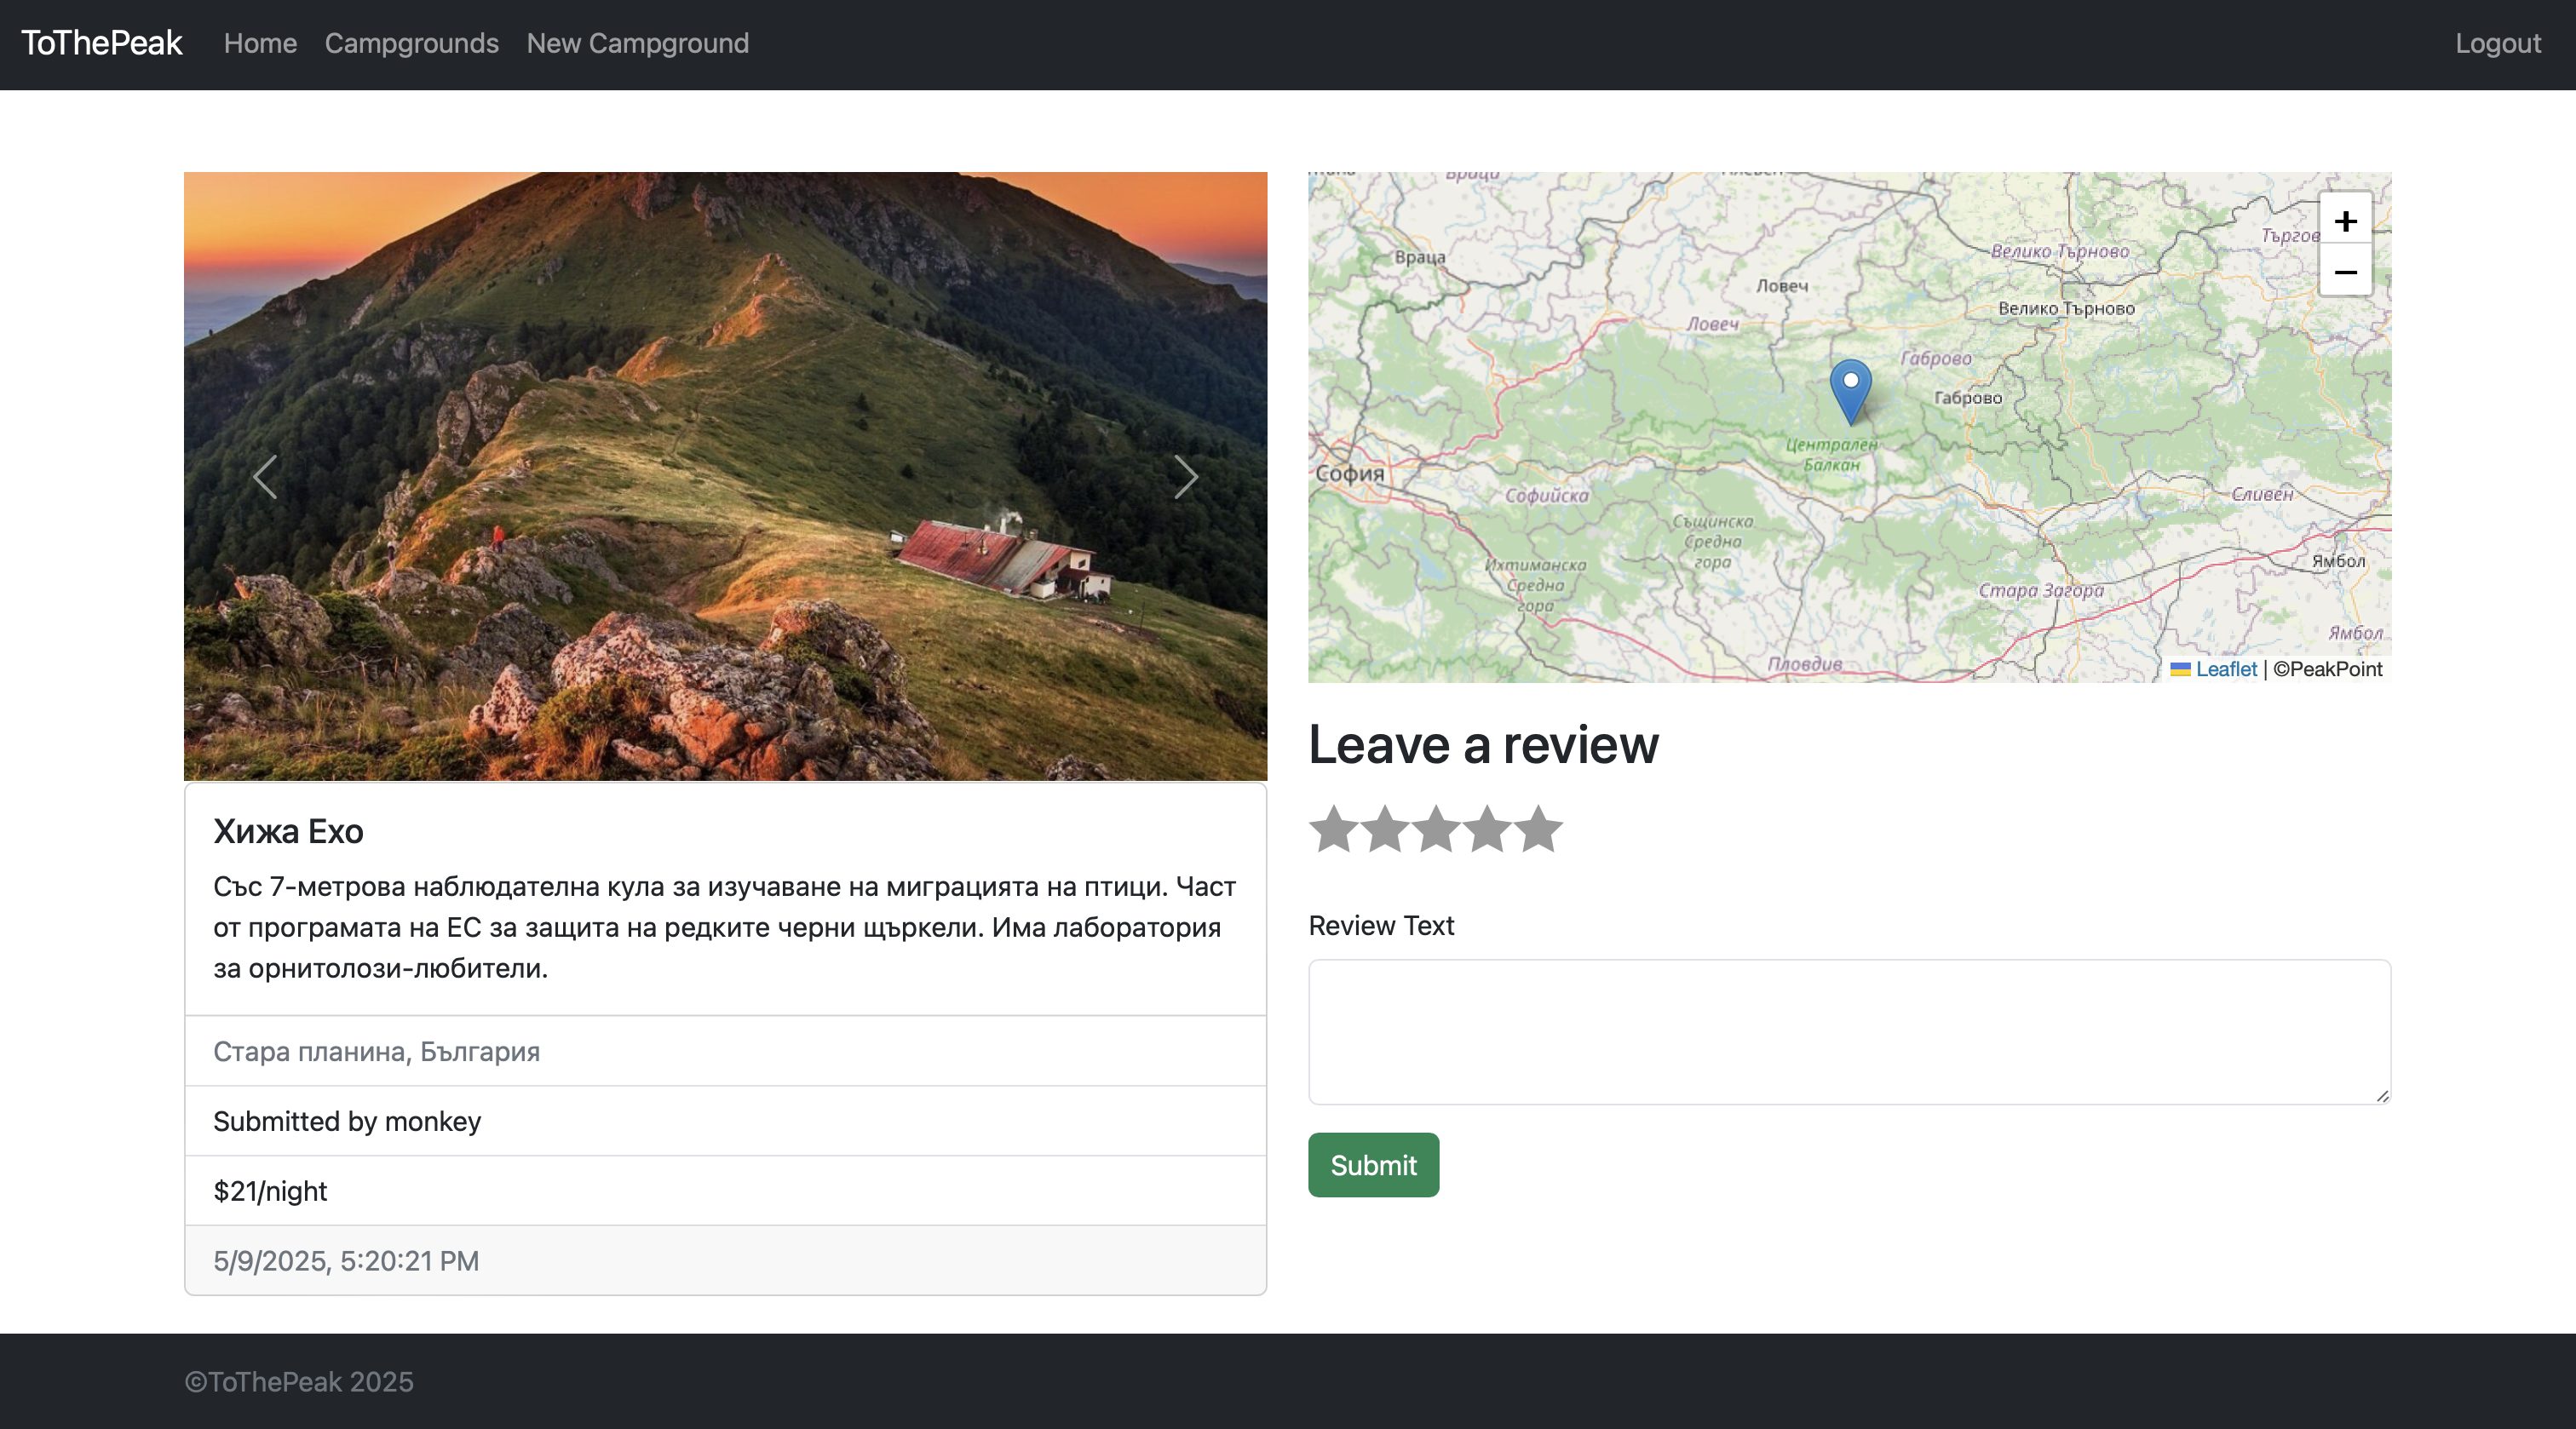 ToThePeak Home Campgrounds New Campground Logout
Враца
Ловеч
Ловеч
Велико Търново
Велико Търново
Габрово
Габрово
Централен
Балкан
София
Софийска
Същинска
Средна
гора
Ихтиманска
Средна
гора
Сливен
Ямбол
Стара Загора
Ямбол
Пловдив
+
−
Leaflet | ©PeakPoint
Хижа Ехо
Със 7-метрова наблюдателна кула за изучаване на миграцията на птици. Част
от програмата на ЕС за защита на редките черни щъркели. Има лаборатория
за орнитолози-любители.
Стара планина, България
Submitted by monkey
$21/night
5/9/2025, 5:20:21 PM
Leave a review
Review Text
Submit
©ToThePeak 2025